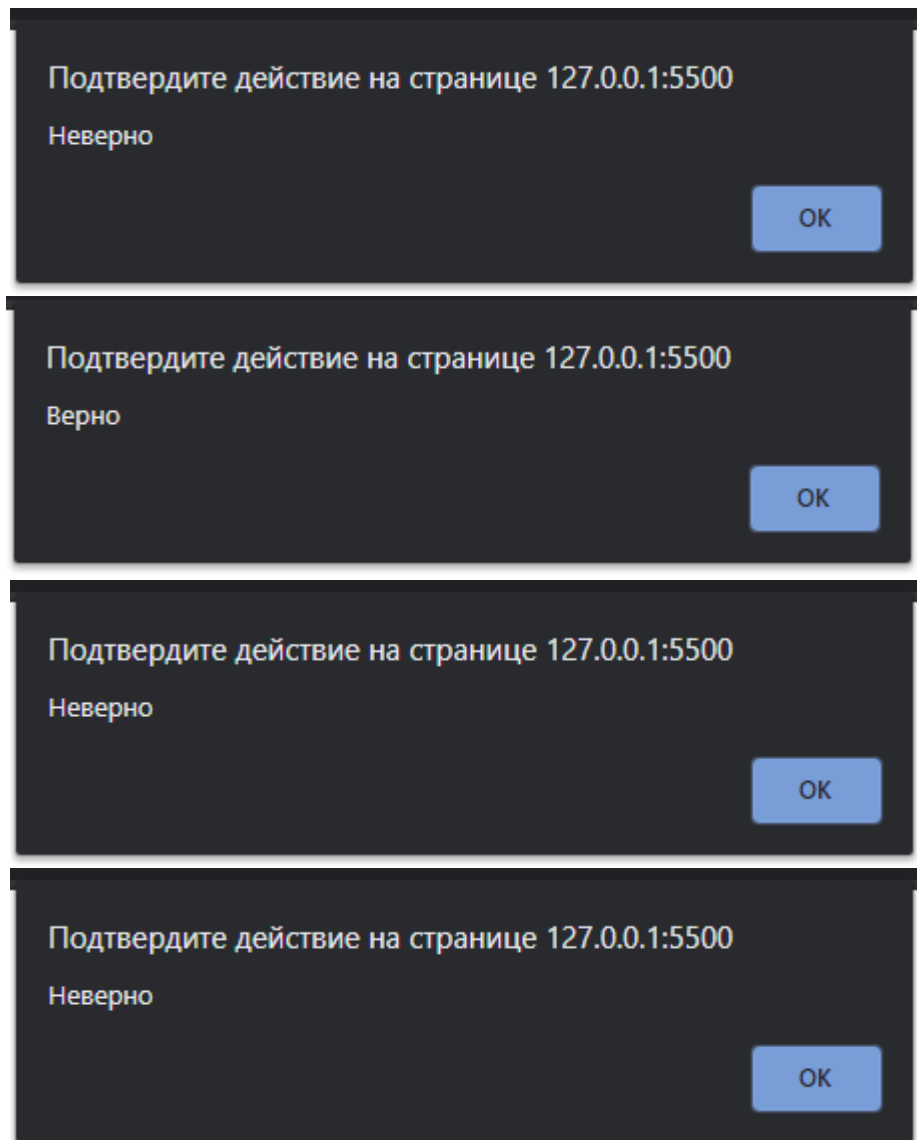 Подтвердите действие на странице 127.0.0.1:5500
Неверно
ОК
Подтвердите действие на странице 127.0.0.1:5500
Верно
ОК
Подтвердите действие на странице 127.0.0.1:5500
Неверно
ОК
Подтвердите действие на странице 127.0.0.1:5500
Неверно
ОК